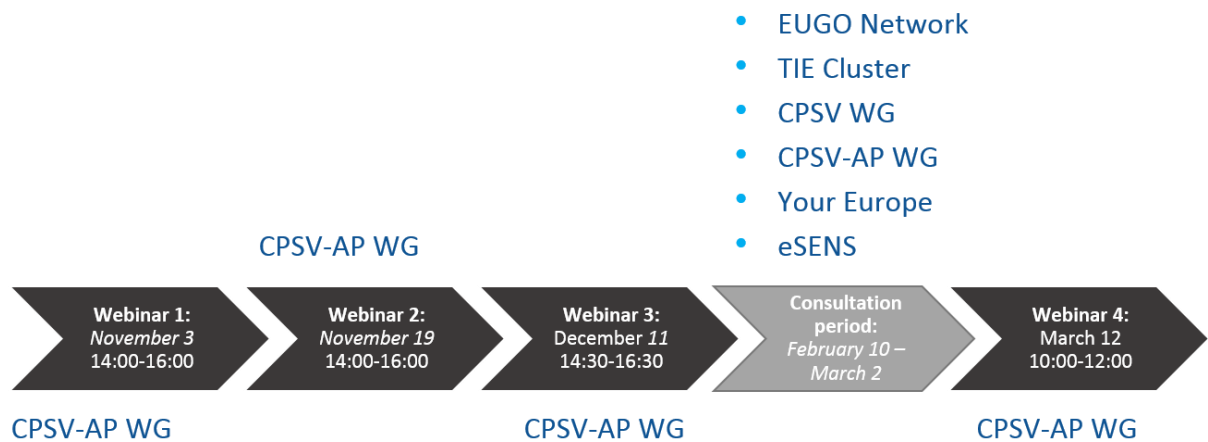 • EUGO Network
• TIE Cluster
• CPSV WG
• CPSV-AP WG
• Your Europe
• eSENS
CPSV-AP WG
Webinar 1:
November 3
14:00-16:00
Webinar 2:
November 19
14:00-16:00
Webinar 3:
December 11
14:30-16:30
Consultation
period:
February 10 –
March 2
Webinar 4:
March 12
10:00-12:00
CPSV-AP WG
CPSV-AP WG
CPSV-AP WG